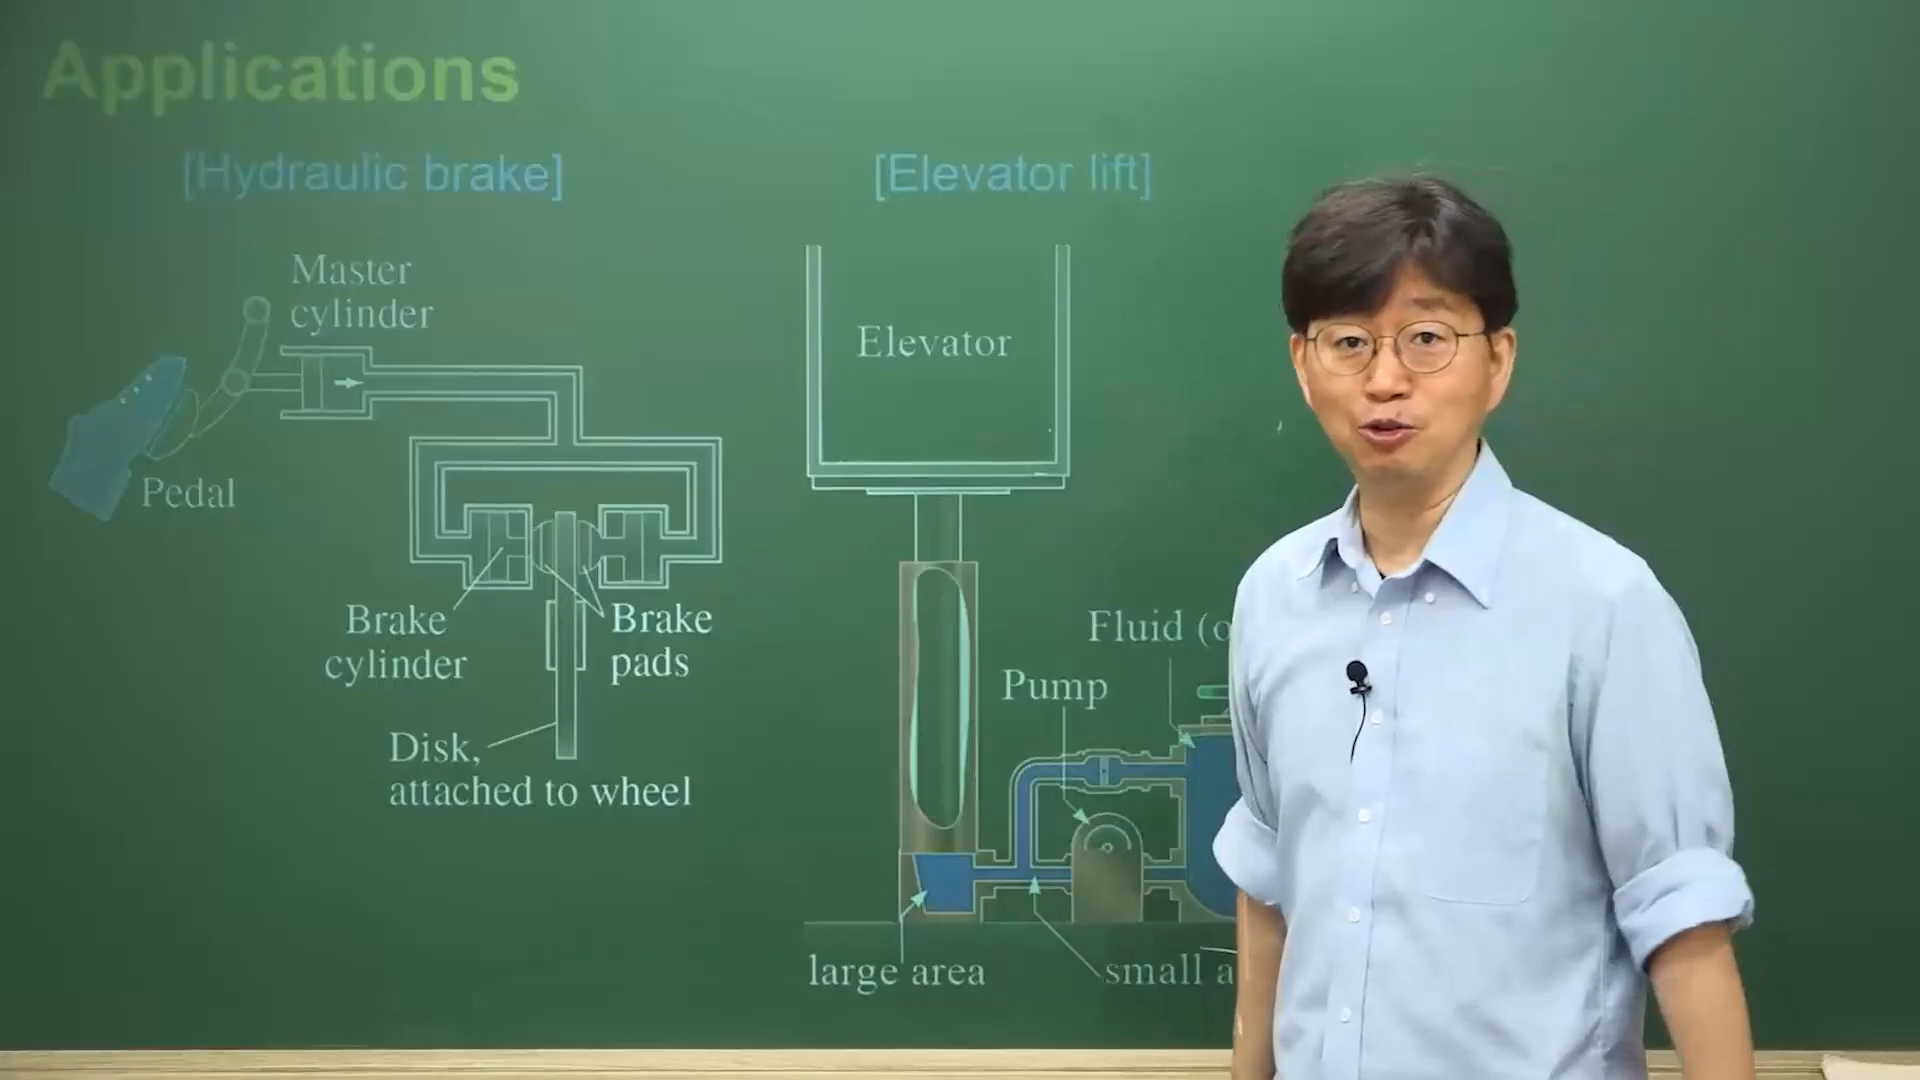 Applications
[Hydraulic brake]
Master
cylinder
Pedal
Brake
cylinder
Brake
pads
Disk,
attached to wheel
[Elevator lift]
Elevator
Fluid
Pump
large area
small